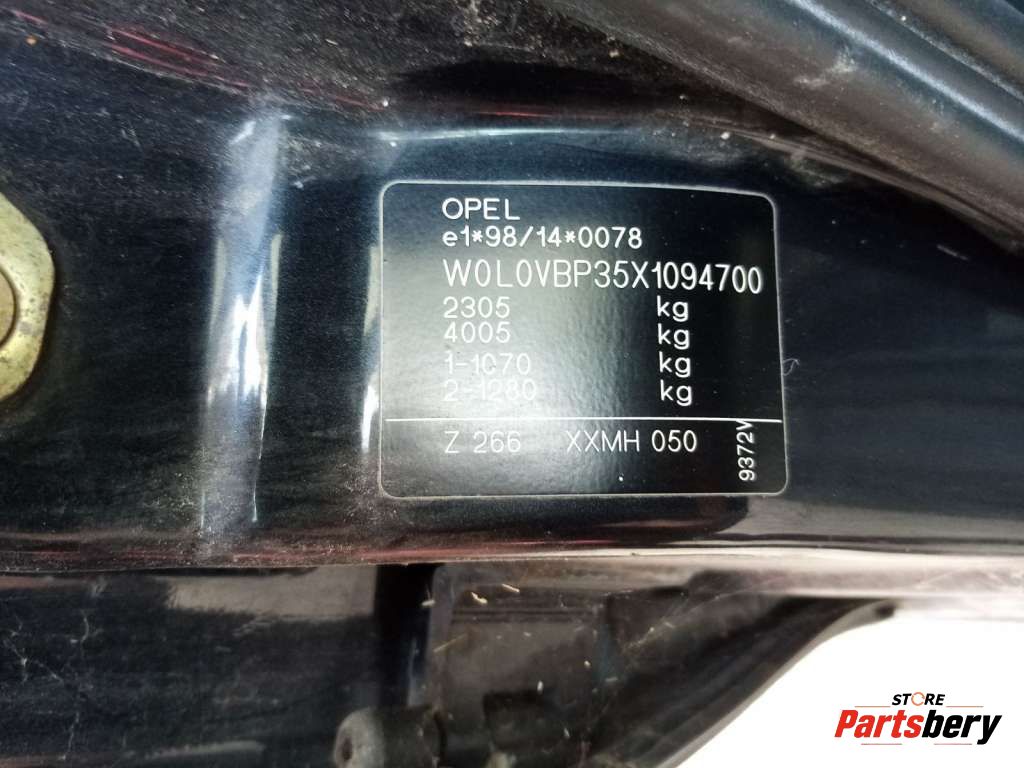 OPEL
e1*98/14*0078
W0L0VBP35X1094700
2305 kg
4005 kg
1-1070 kg
2-1280 kg
Z 266 XXMH 050
9372V
STORE
Partsbery